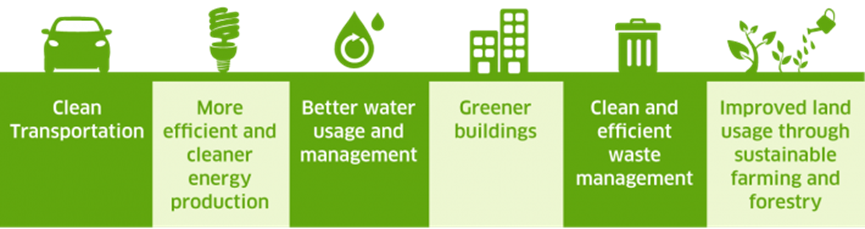 Clean
Transportation
More
efficient and
cleaner
energy
production
Better water
usage and
management
Greener
buildings
Clean and
efficient
waste
management
Improved land
usage through
sustainable
farming and
forestry